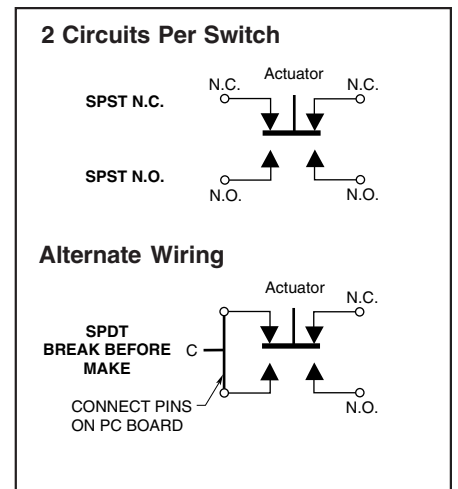 2 Circuits Per Switch
Actuator
N.C.
N.C.
SPST N.C.
SPST N.O.
N.O.
N.O.
Alternate Wiring
Actuator
N.C.
SPDT
BREAK BEFORE
MAKE
C
CONNECT PINS
ON PC BOARD
N.O.